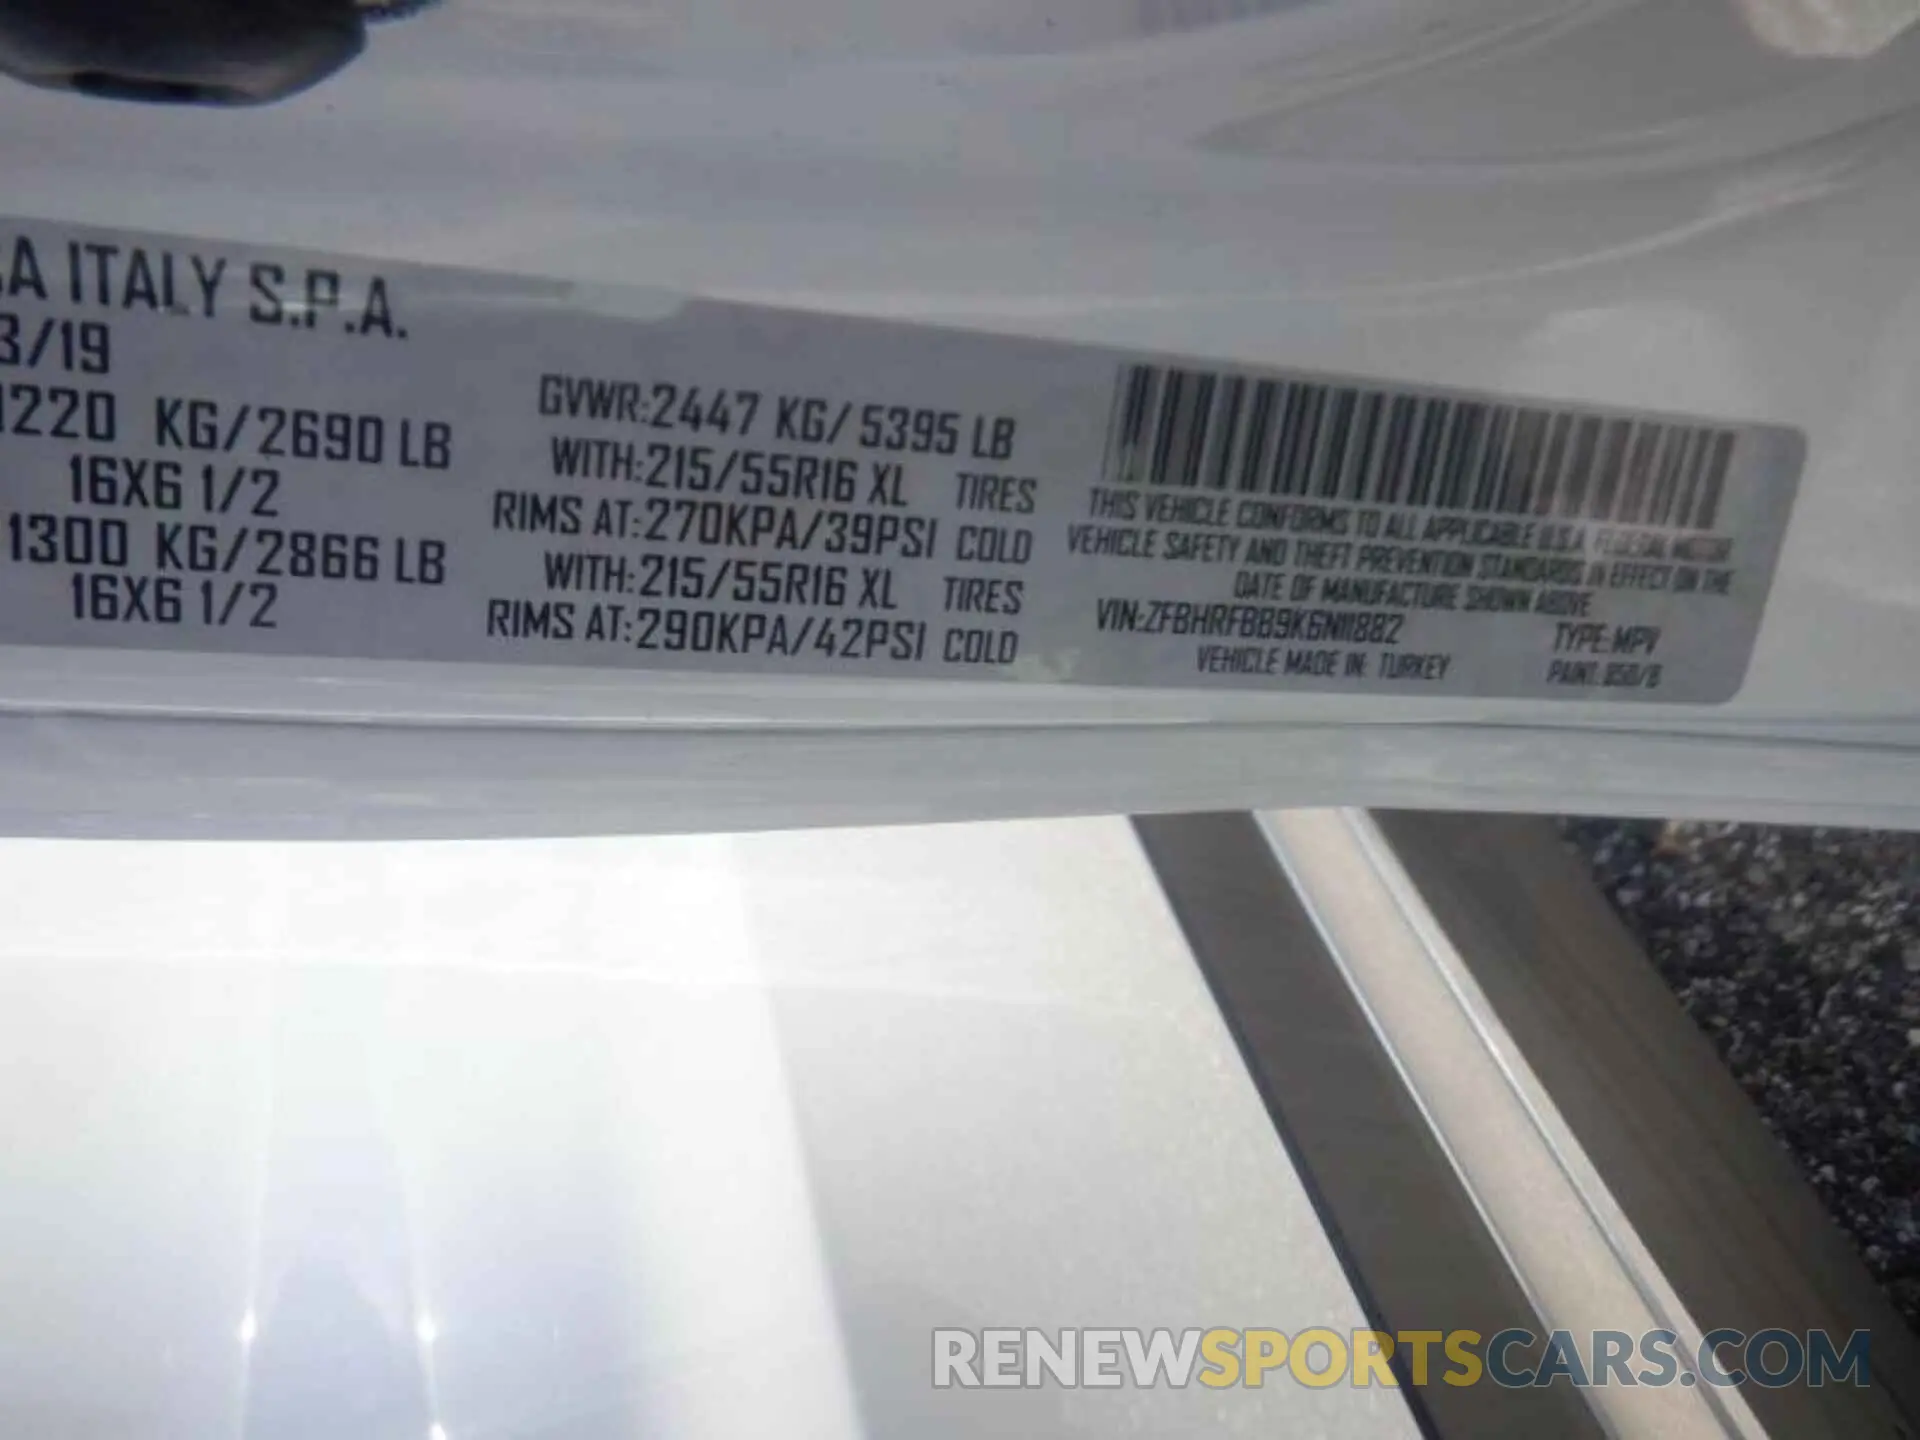 A ITALY S.P.A.
3/19
1220 KG/2690 LB
16X6 1/2
1300 KG/2866 LB
16X6 1/2
GVWR:2447 KG/ 5395 LB
WITH:215/55R16 XL TIRES
RIMS AT:270KPA/39PSI COLD
WITH:215/55R16 XL TIRES
RIMS AT:290KPA/42PSI COLD
THIS VEHICLE CONFORMS TO ALL APPLICABLE U.S.A. FEDERAL MOTOR
VEHICLE SAFETY AND THEFT PREVENTION STANDARDS IN EFFECT ON THE
DATE OF MANUFACTURE SHOWN ABOVE
VIN:ZFBHRFBB9K6N11882 TYPE:MPV
VEHICLE MADE IN: TURKEY PAINT:
RENEWSPORTSCARS.COM